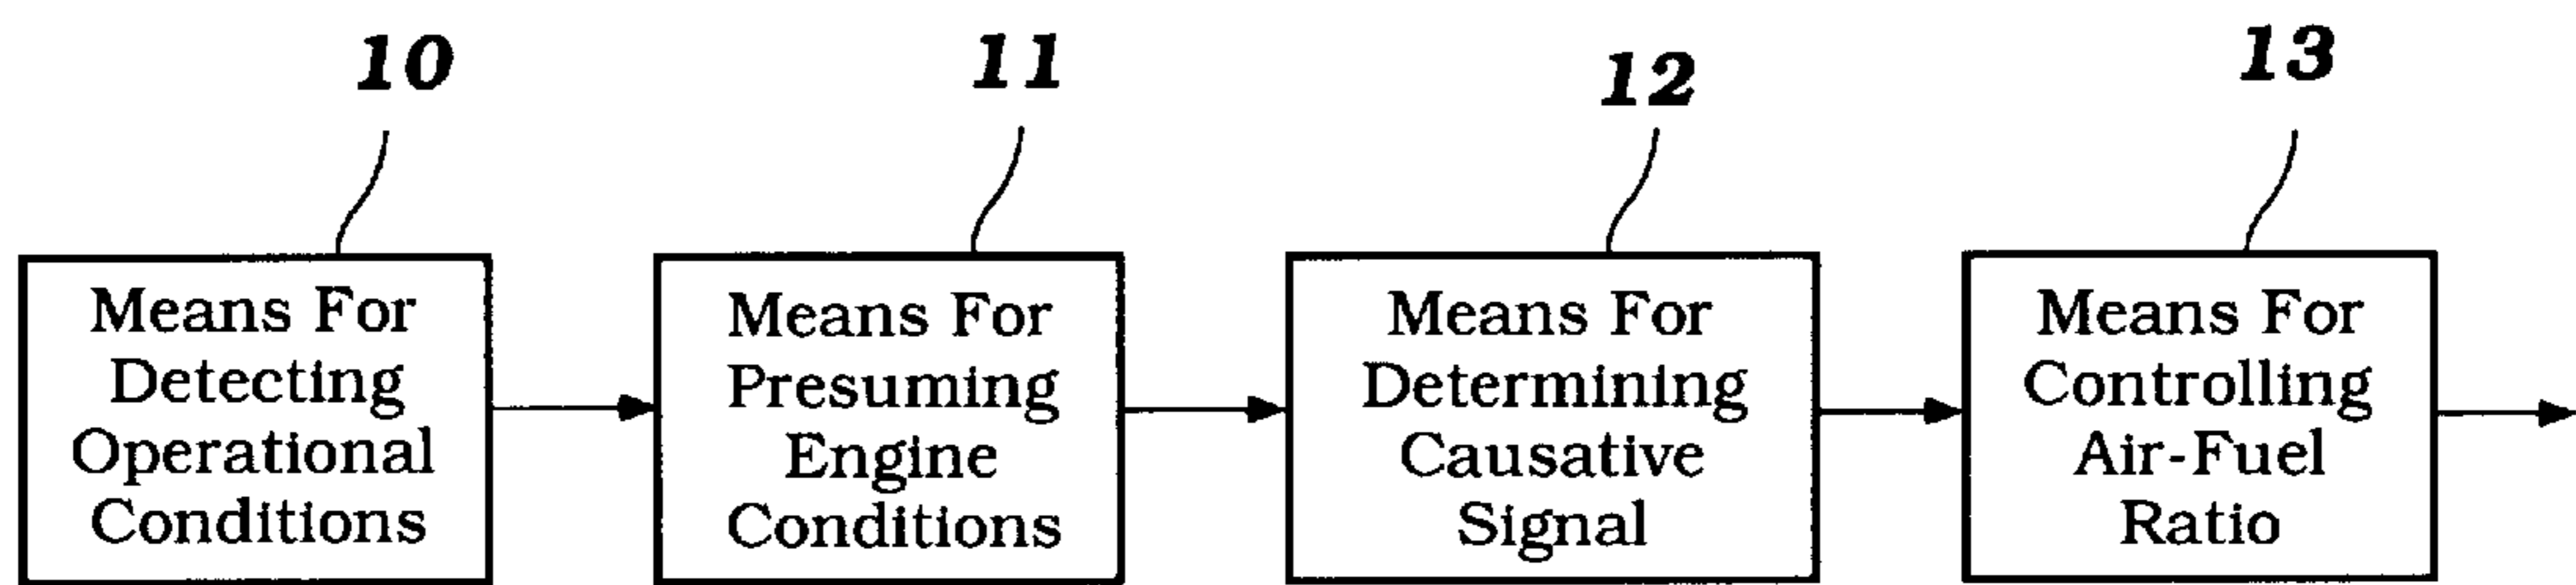 10
11
12
13
Means For
Detecting
Operational
Conditions
Means For
Presuming
Engine
Conditions
Means For
Determining
Causative
Signal
Means For
Controlling
Air-Fuel
Ratio